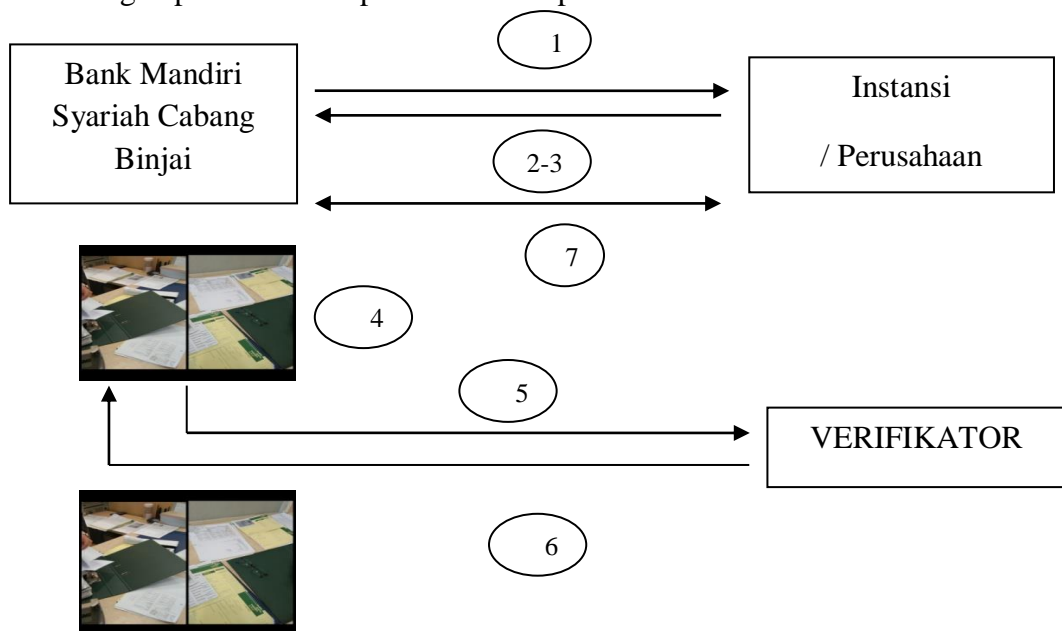 1
Bank Mandiri
Syariah Cabang
Binjai
Instansi
/ Perusahaan
2-3
7
4
5
VERIFIKATOR
6